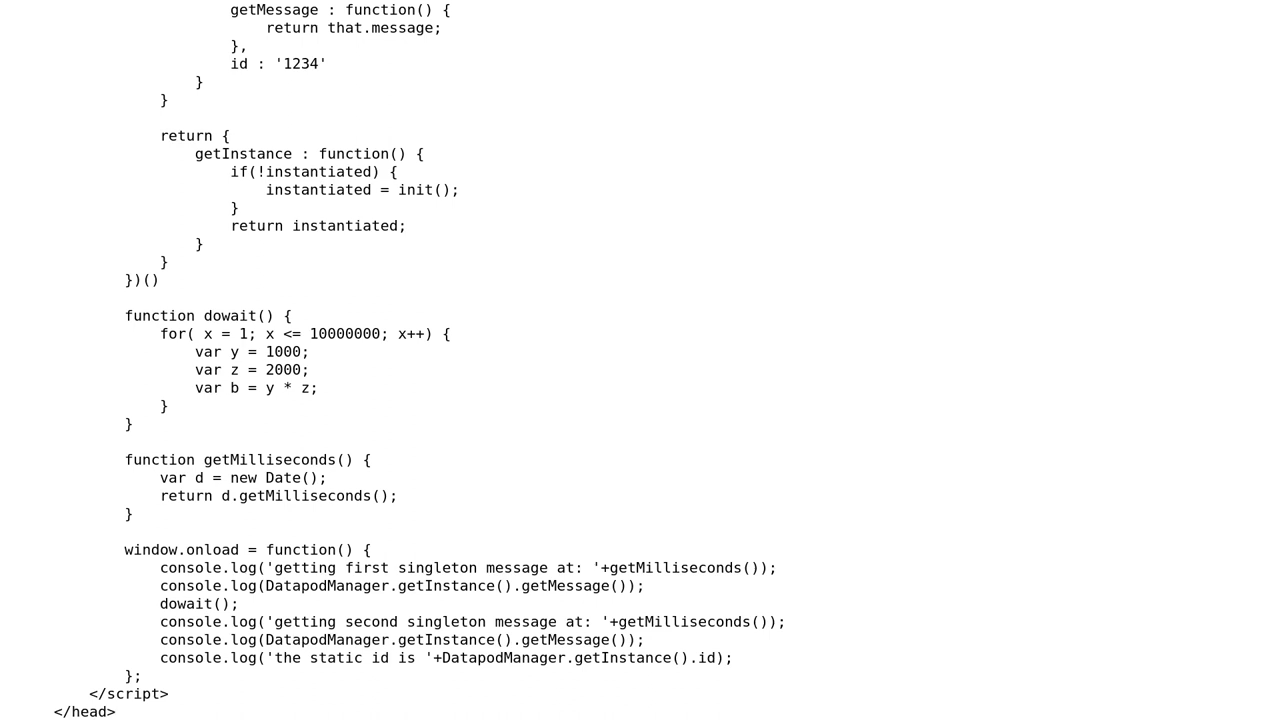 getMessage : function() {
return that.message;
},
id : '1234'
}
}
return {
getInstance : function() {
if(!instantiated) {
instantiated = init();
}
return instantiated;
}
}
})()
function dowait() {
for( x = 1; x <= 10000000; x++) {
var y = 1000;
var z = 2000;
var b = y * z;
}
}
function getMilliseconds() {
var d = new Date();
return d.getMilliseconds();
}
window.onload = function() {
console.log('getting first singleton message at: '+getMilliseconds());
console.log(DatapodManager.getInstance().getMessage());
dowait();
console.log('getting second singleton message at: '+getMilliseconds());
console.log(DatapodManager.getInstance().getMessage());
console.log('the static id is '+DatapodManager.getInstance().id);
};
</script>
</head>